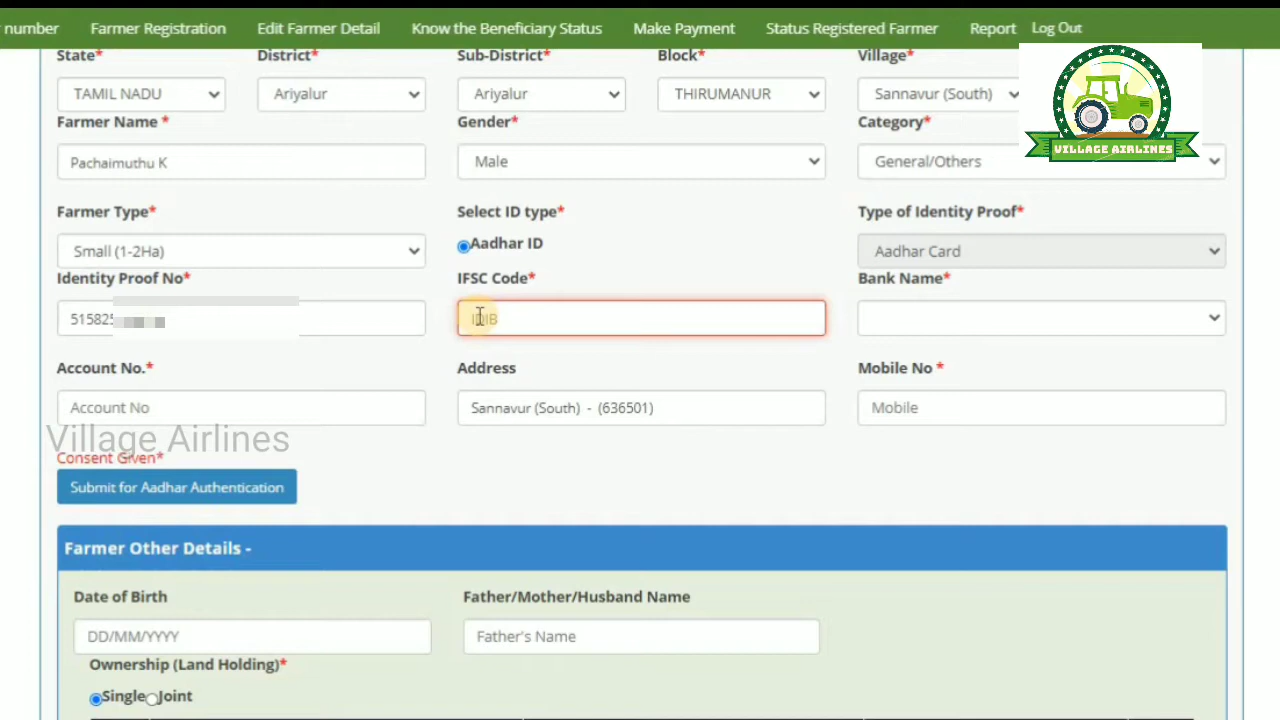 number Farmer Registration Edit Farmer Detail Know the Beneficiary Status Make Payment Status Registered Farmer Report Log Out
State* District* Sub-District* Block* Village*
TAMIL NADU Ariyalur Ariyalur THIRUMANUR Sannavur (South)
Farmer Name * Gender* Category*
VILLAGE AIRLINES
Pachaimuthu K Male General/Others
Farmer Type* Select ID type* Type of Identity Proof*
Aadhar ID
Small (1-2Ha) Aadhar Card
Identity Proof No* IFSC Code* Bank Name*
51582
Account No.* Address Mobile No *
Account No Sannavur (South) - (636501) Mobile
Village Airlines
Consent Given*
Submit for Aadhar Authentication
Farmer Other Details -
Date of Birth Father/Mother/Husband Name
DD/MM/YYYY Father's Name
Ownership (Land Holding)*
Single Joint